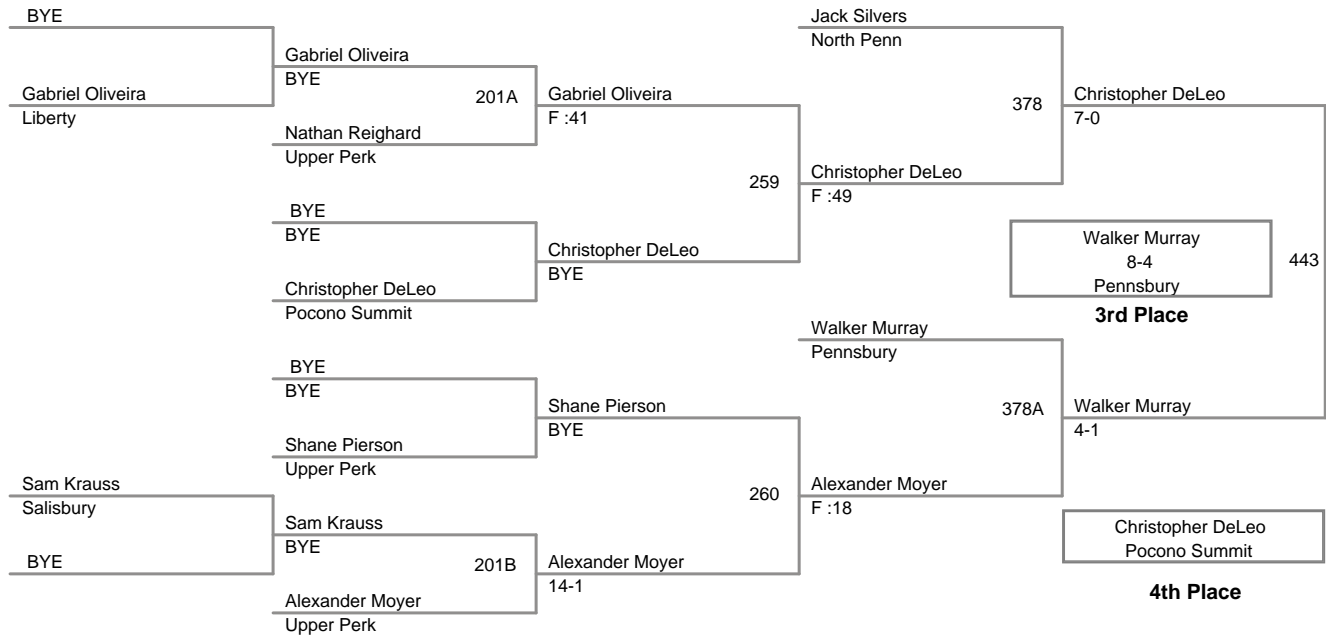 BYE
Gabriel Oliveira
Liberty
Gabriel Oliveira
BYE
201A
Nathan Reighard
Upper Perk
Gabriel Oliveira
F :41
BYE
BYE
Christopher DeLeo
Pocono Summit
Christopher DeLeo
BYE
259
Jack Silvers
North Penn
378
Christopher DeLeo
F :49
Christopher DeLeo
7-0
Walker Murray
8-4
Pennsbury
3rd Place
443
BYE
BYE
Shane Pierson
Upper Perk
Shane Pierson
BYE
Sam Krauss
Salisbury
BYE
Sam Krauss
BYE
201B
Alexander Moyer
Upper Perk
Alexander Moyer
14-1
260
Walker Murray
Pennsbury
378A
Alexander Moyer
F :18
Walker Murray
4-1
Christopher DeLeo
Pocono Summit
4th Place